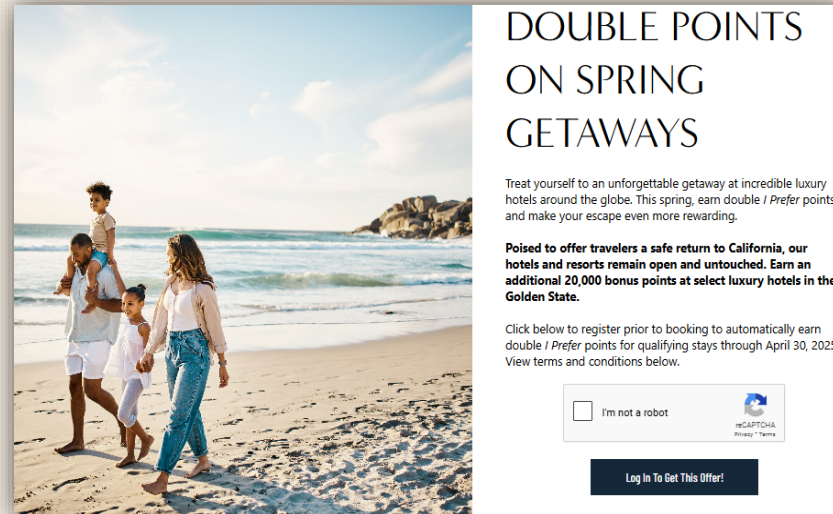 DOUBLE POINTS
ON SPRING
GETAWAYS
Treat yourself to an unforgettable getaway at incredible luxury
hotels around the globe. This spring, earn double I Prefer points
and make your escape even more rewarding.
Poised to offer travelers a safe return to California, our
hotels and resorts remain open and untouched. Earn an
additional 20,000 bonus points at select luxury hotels in the
Golden State.
Click below to register prior to booking to automatically earn
double I Prefer points for qualifying stays through April 30, 2025
View terms and conditions below.
I'm not a robot
reCAPTCHA
Privacy - Terms
Log In To Get This Offer!